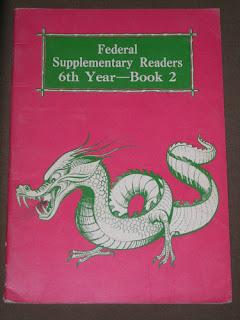 Federal
Supplementary Readers
6th Year—Book 2